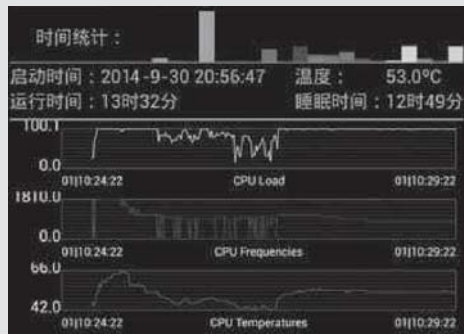 时间统计：
启动时间：2014-9-30 20:56:47 温度： 53.0ºC
运行时间：13时32分 睡眠时间：12时49分
100.1
0.0
01|10:24:22 CPU Load 01|10:29:22
1810.0
0.0
01|10:24:22 CPU Frequencies 01|10:29:22
66.0
42.0
01|10:24:22 CPU Temperatures 01|10:29:22